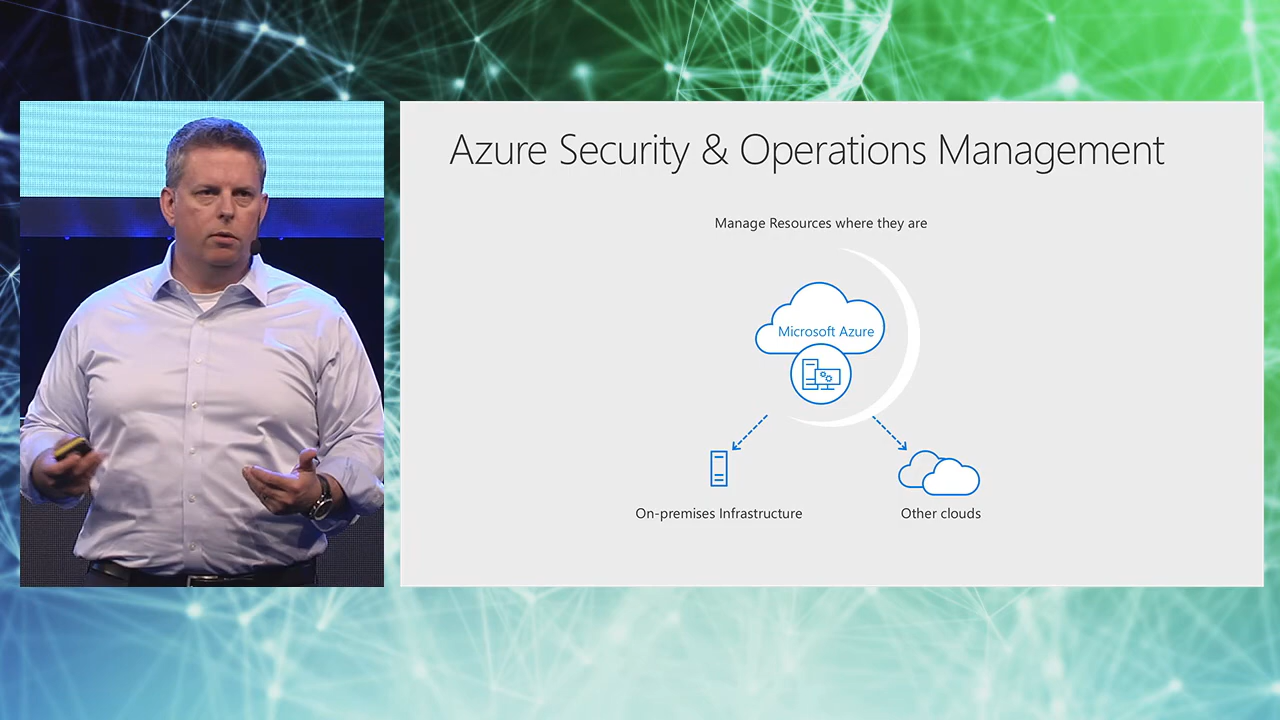 Azure Security & Operations Management
Manage Resources where they are
Microsoft Azure
On-premises Infrastructure
Other clouds